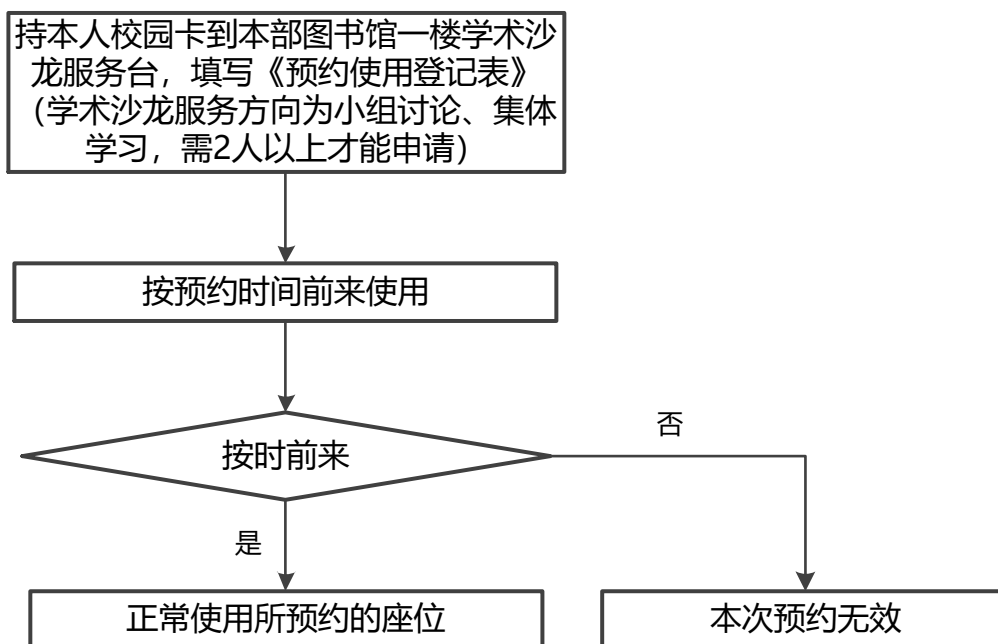 持本人校园卡到本部图书馆一楼学术沙
龙服务台，填写《预约使用登记表》
（学术沙龙服务方向为小组讨论、集体
学习，需2人以上才能申请）
按预约时间前来使用
按时前来
否
是
正常使用所预约的座位
本次预约无效